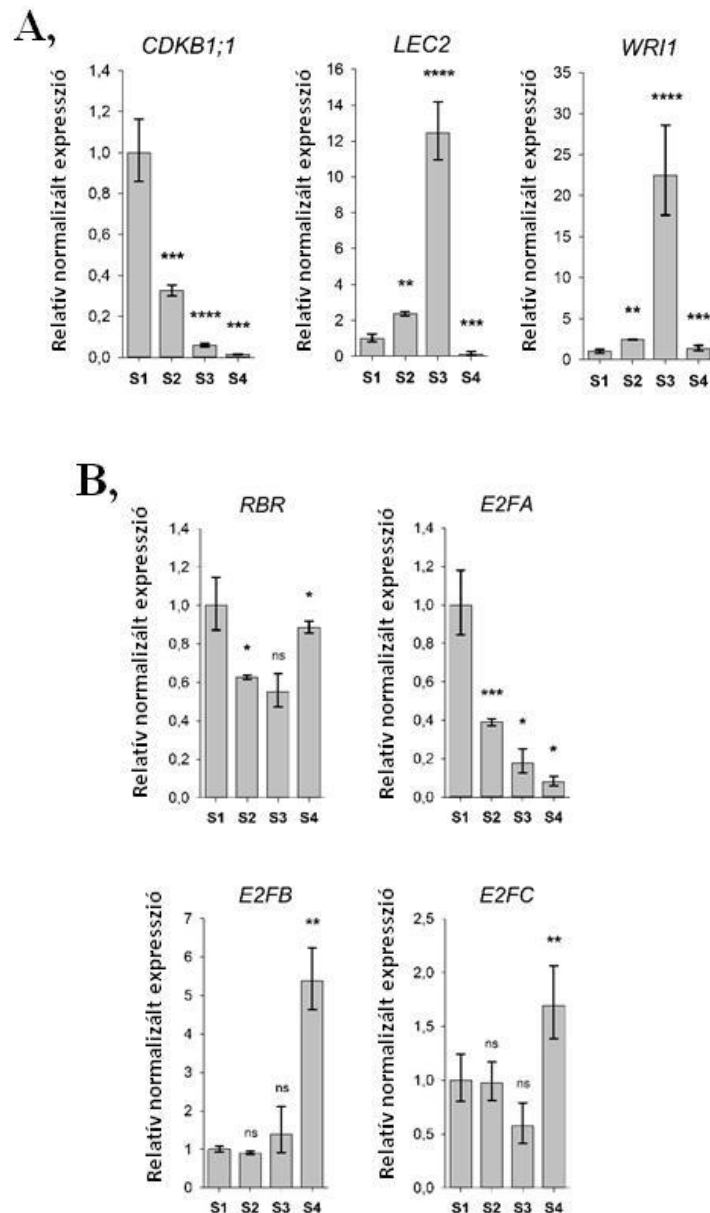 A,
CDKB1;1
Relatív normalizált expresszió
1,4
1,2
1,0
0,8
0,6
0,4
0,2
0,0
***
****
***
S1 S2 S3 S4
LEC2
Relatív normalizált expresszió
16
14
12
10
8
6
4
2
0
**
****
***
S1 S2 S3 S4
WRI1
Relatív normalizált expresszió
35
30
25
20
15
10
5
0
**
****
***
S1 S2 S3 S4
B,
RBR
Relatív normalizált expresszió
1,4
1,2
1,0
0,8
0,6
0,4
0,2
0,0
*
ns
*
S1 S2 S3 S4
E2FA
Relatív normalizált expresszió
1,4
1,2
1,0
0,8
0,6
0,4
0,2
0,0
***
*
*
S1 S2 S3 S4
E2FB
Relatív normalizált expresszió
7
6
5
4
3
2
1
0
ns
ns
**
S1 S2 S3 S4
E2FC
Relatív normalizált expresszió
2,5
2,0
1,5
1,0
0,5
0,0
ns
ns
**
S1 S2 S3 S4